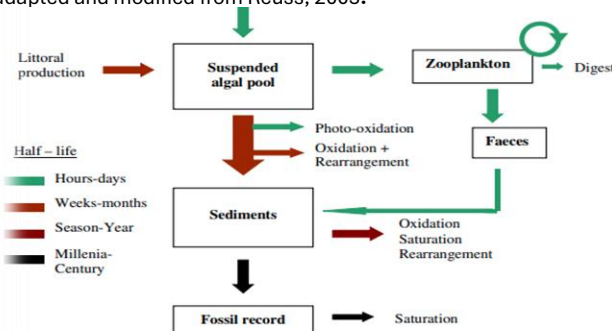 adapted and modified from Reuss, 2005.
Littoral
production
Suspended
algal pool
Zooplankton
Digest
Photo-oxidation
Oxidation +
Rearrangement
Faeces
Half – life
Hours-days
Weeks-months
Season-Year
Millenia-
Century
Sediments
Oxidation
Saturation
Rearrangement
Fossil record
Saturation